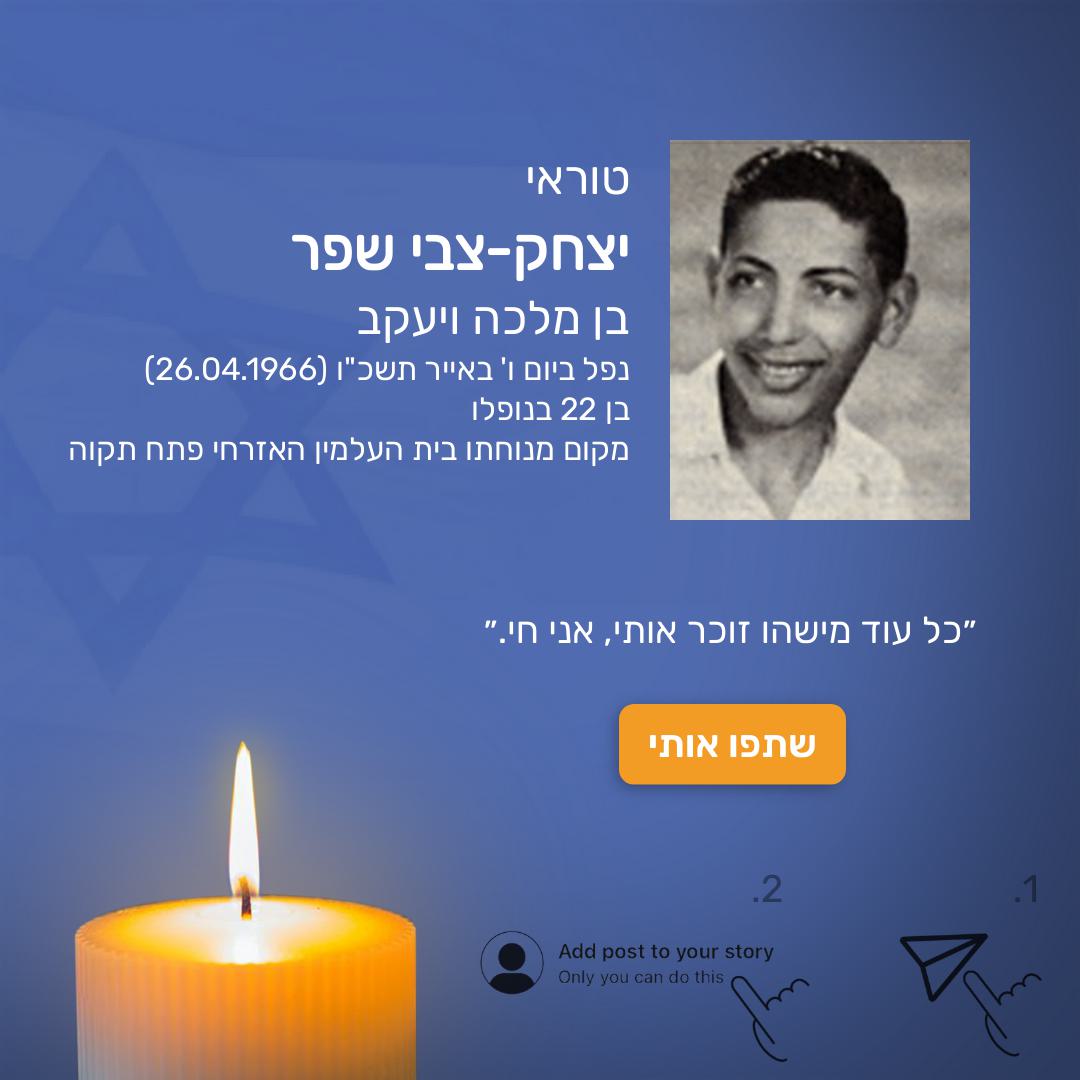 טוראי
יצחק-צבי שפר
בן מלכה ויעקב
נפל ביום ו' באייר תשכ"ו (26.04.1966)
בן 22 בנופלו
מקום מנוחתו בית העלמין האזרחי פתח תקוה
״כל עוד מישהו זוכר אותי, אני חי.״
שתפו אותי
1.
2.
Add post to your story
Only you can do this